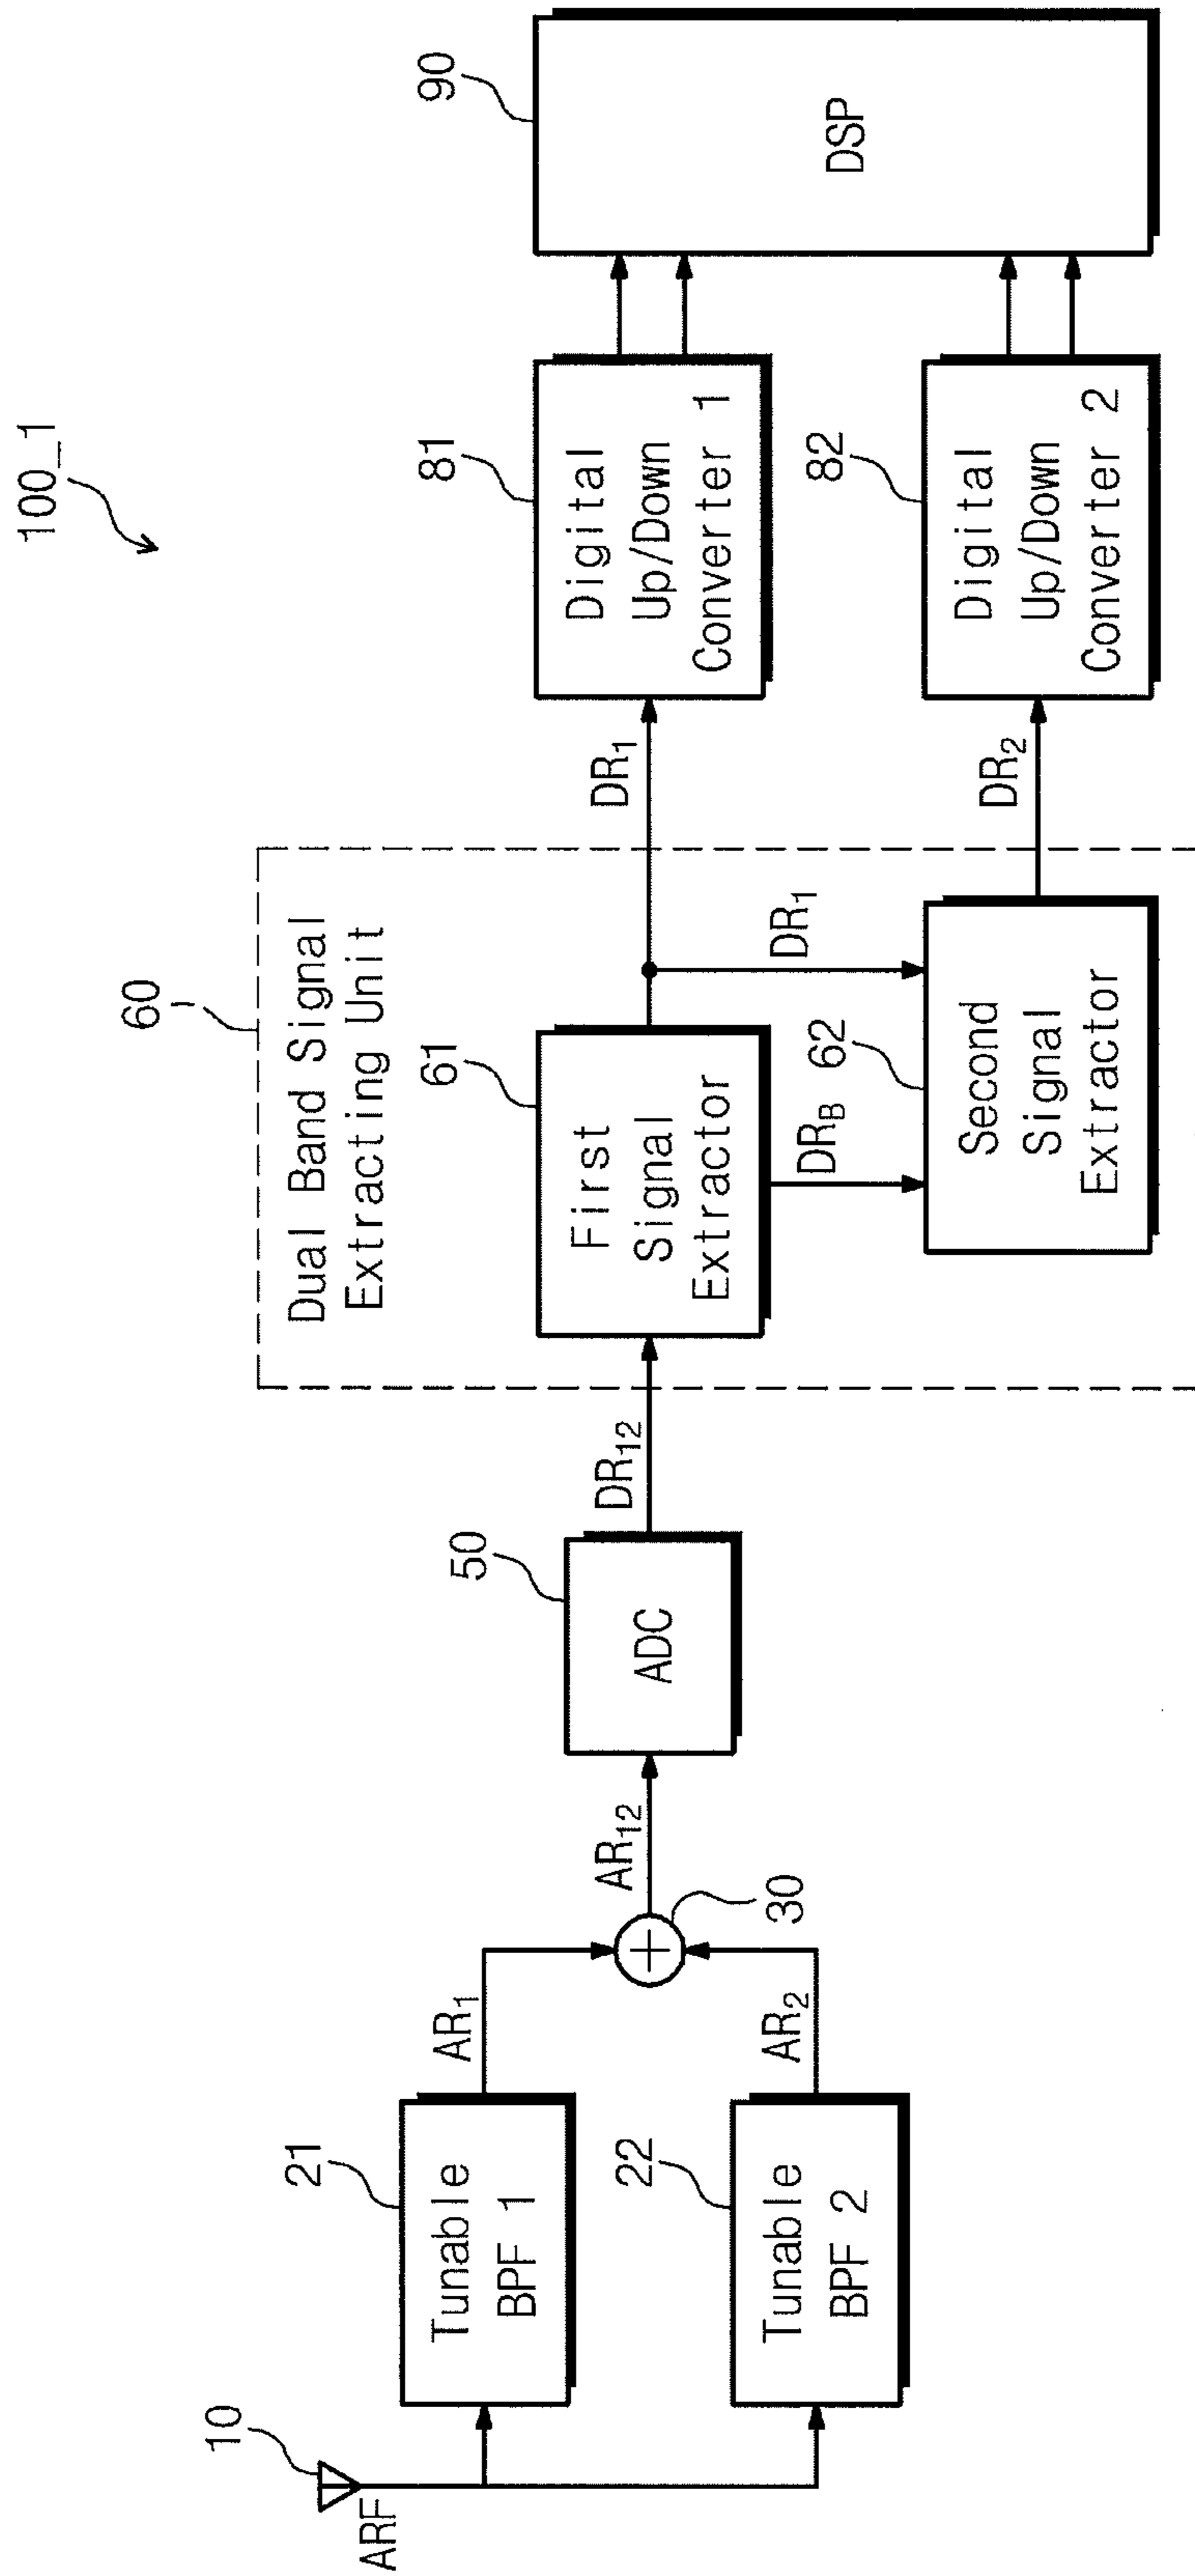 100_1
10
ARF
21
Tunable
BPF 1
22
Tunable
BPF 2
AR1
AR2
30
AR12
50
ADC
DR12
60
Dual Band Signal
Extracting Unit
61
First
Signal
Extractor
DRB
62
DR1
Second
Signal
Extractor
DR1
DR2
81
Digital
Up/Down
Converter 1
82
Digital
Up/Down
Converter 2
90
DSP